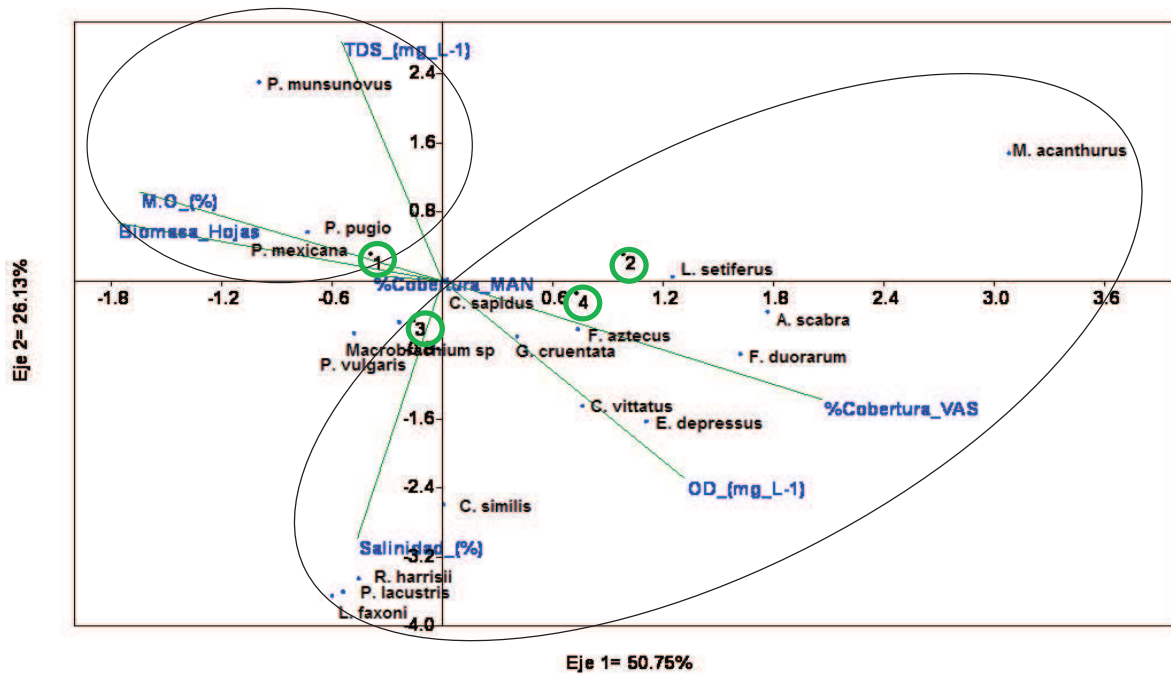 TDS_(mg_L-1)
2.4
P. munsunovus
1.6
M. acanthurus
M.O_(%)
0.8
P. pugio
Biomasa_Hojas
P. mexicana
1
2
L. setiferus
%Cobertura_MAN
-1.8
-1.2
-0.6
0.6
1.2
1.8
2.4
3.0
3.6
C. sapidus
4
A. scabra
3
F. aztecus
Macrobrachium sp
G. cruentata
F. duorarum
P. vulgaris
C. vittatus
%Cobertura_VAS
-1.6
E. depressus
-2.4
OD_(mg_L-1)
C. similis
Salinidad_(%)
-3.2
R. harrisii
P. lacustris
L. faxoni
-4.0
Eje 2= 26.13%
Eje 1= 50.75%